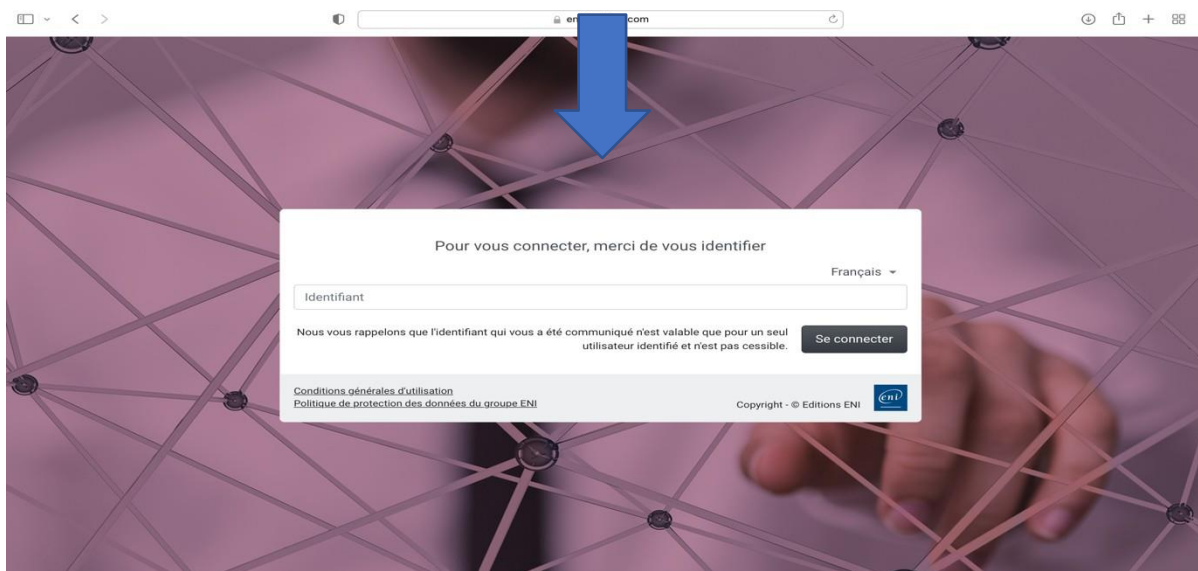 com
Pour vous connecter, merci de vous identifier
Français
Identifiant
Nous vous rappelons que l'identifiant qui vous a été communiqué n'est valable que pour un seul
utilisateur identifié et n'est pas cessible.
Se connecter
Conditions générales d'utilisation
Politique de protection des données du groupe ENI
Copyright - © Editions ENI
eni